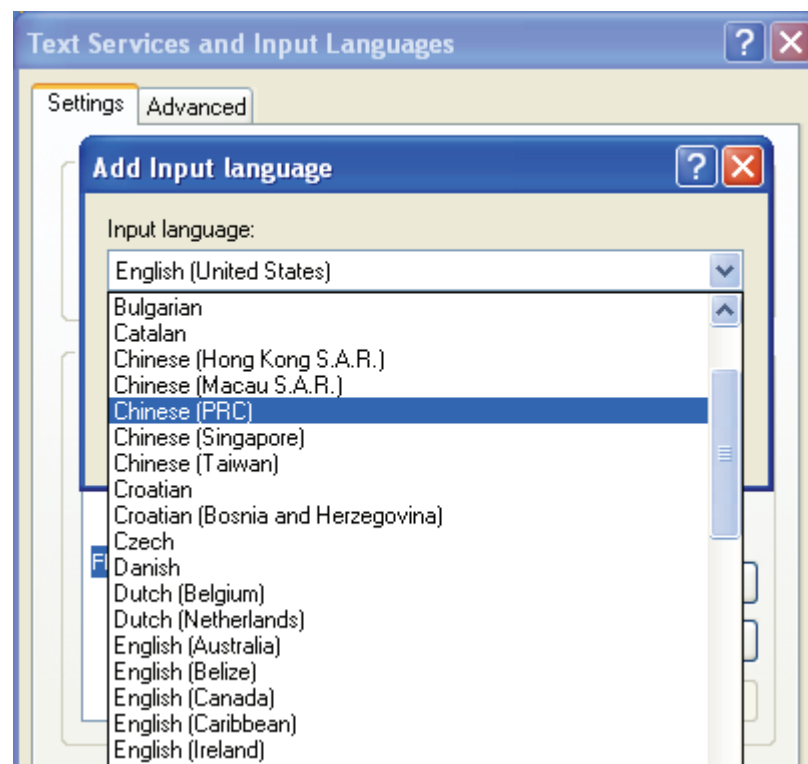 Text Services and Input Languages
Settings
Advanced
Add Input language
Input language:
English (United States)
Bulgarian
Catalan
Chinese (Hong Kong S.A.R.)
Chinese (Macau S.A.R.)
Chinese (PRC)
Chinese (Singapore)
Chinese (Taiwan)
Croatian
Croatian (Bosnia and Herzegovina)
Czech
Danish
Dutch (Belgium)
Dutch (Netherlands)
English (Australia)
English (Belize)
English (Canada)
English (Caribbean)
English (Ireland)